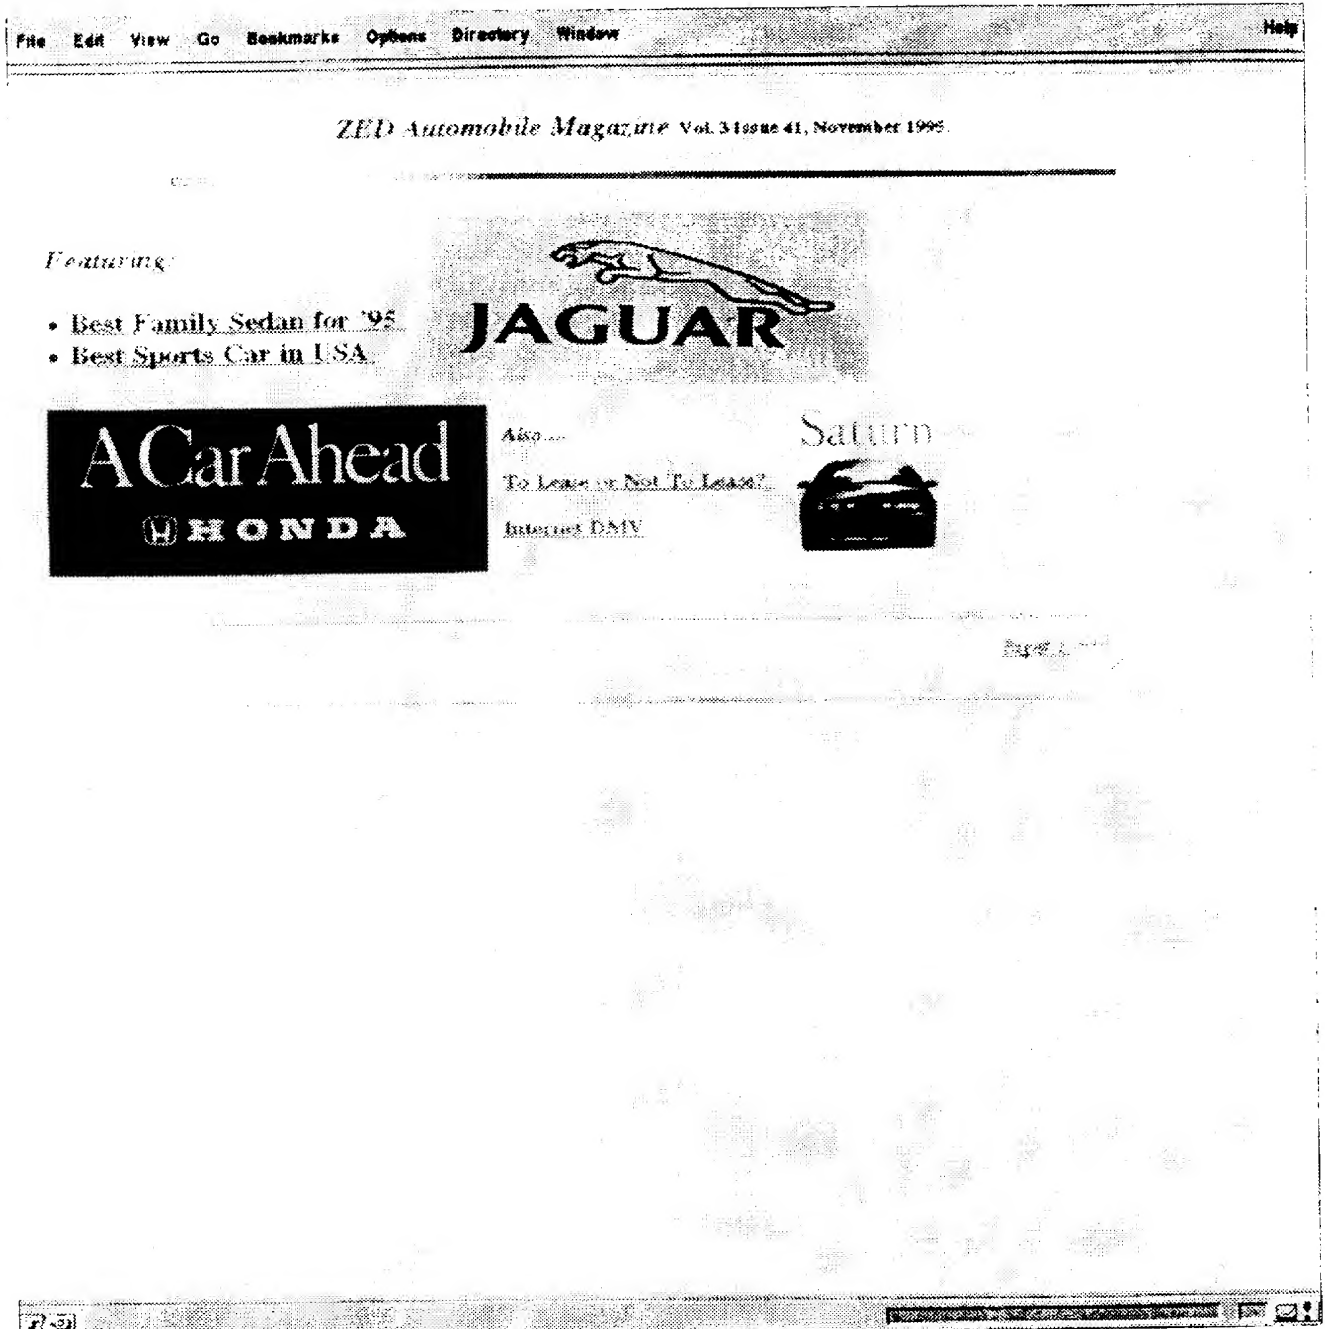 File Edit View Go Bookmarks Options Directory Window Help
ZED Automobile Magazine Vol. 3 Issue 41, November 1995.
Featuring:
• Best Family Sedan for '95
• Best Sports Car in USA
JAGUAR
A Car Ahead
HONDA
Also....
To Lease or Not To Lease?
Internet DMV
Saturn